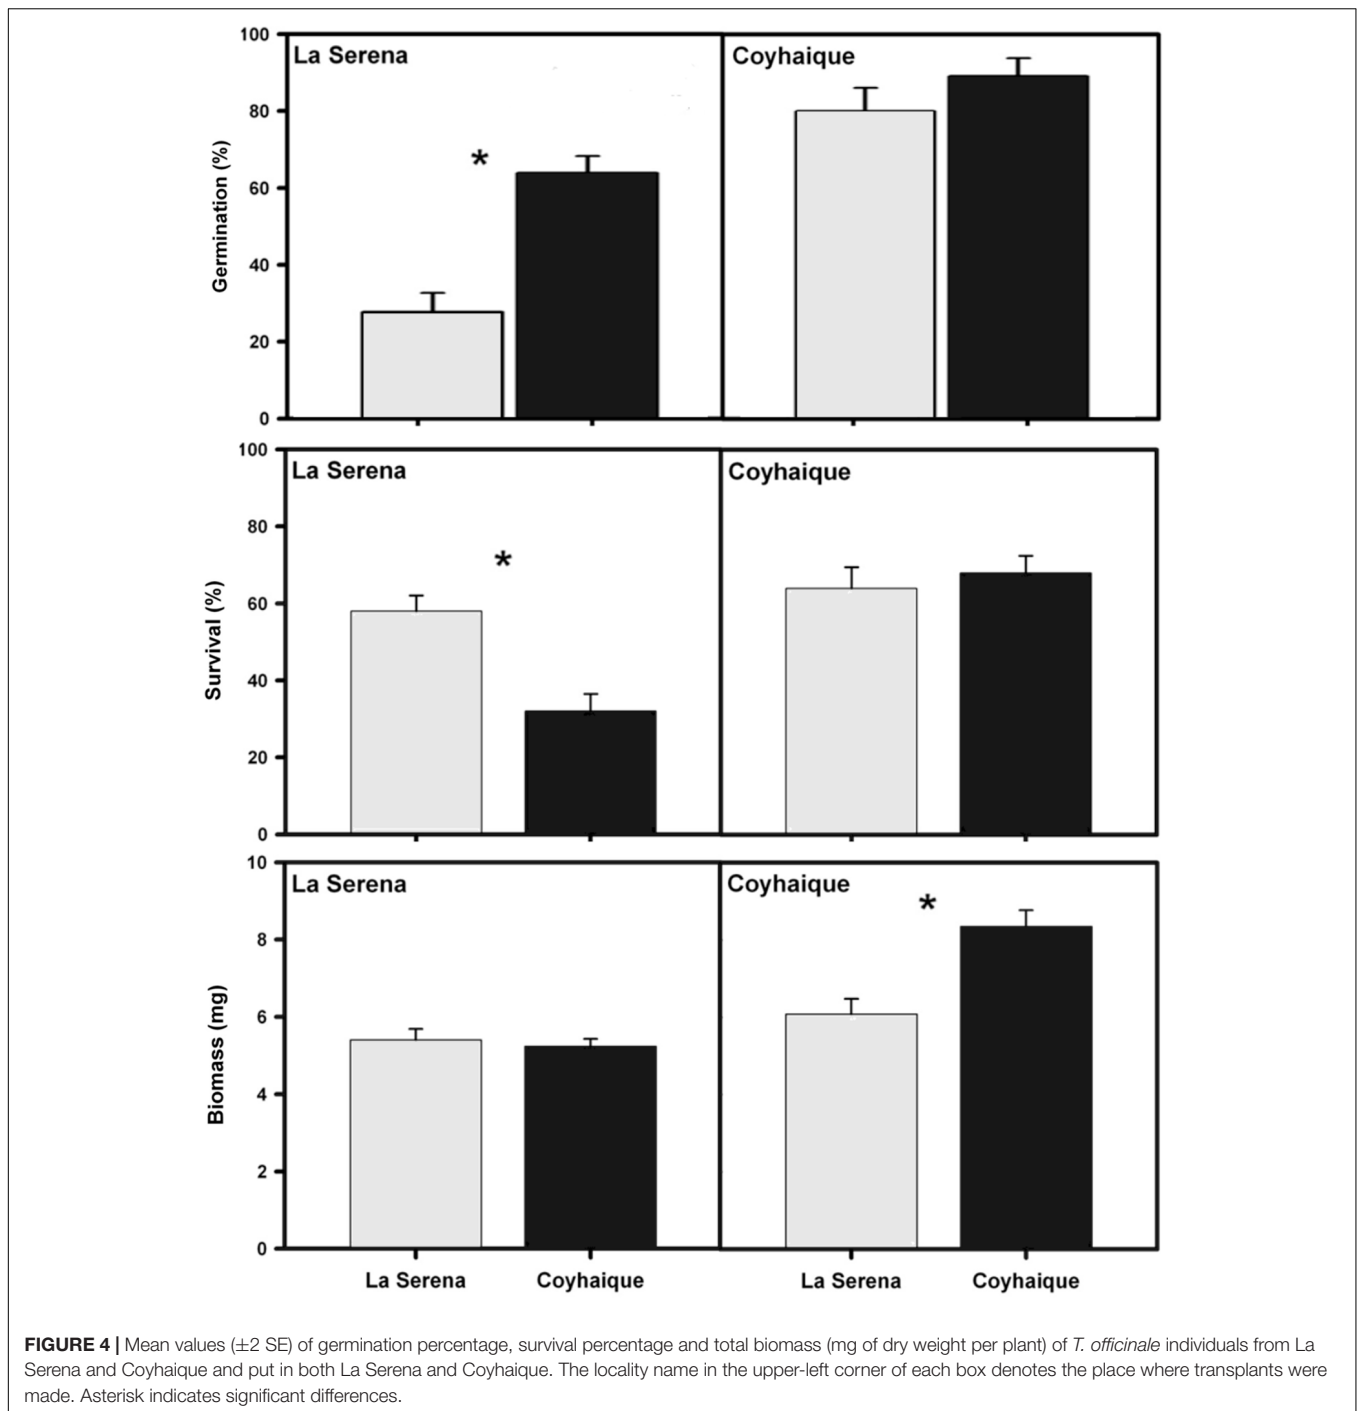 100
80
60
40
20
0
Germination (%)
La Serena
*
Coyhaique
100
80
60
40
20
0
Survival (%)
La Serena
*
Coyhaique
10
8
6
4
2
0
Biomass (mg)
La Serena
Coyhaique
*
La Serena
Coyhaique
La Serena
Coyhaique
FIGURE 4 | Mean values (±2 SE) of germination percentage, survival percentage and total biomass (mg of dry weight per plant) of T. officinale individuals from La
Serena and Coyhaique and put in both La Serena and Coyhaique. The locality name in the upper-left corner of each box denotes the place where transplants were
made. Asterisk indicates significant differences.